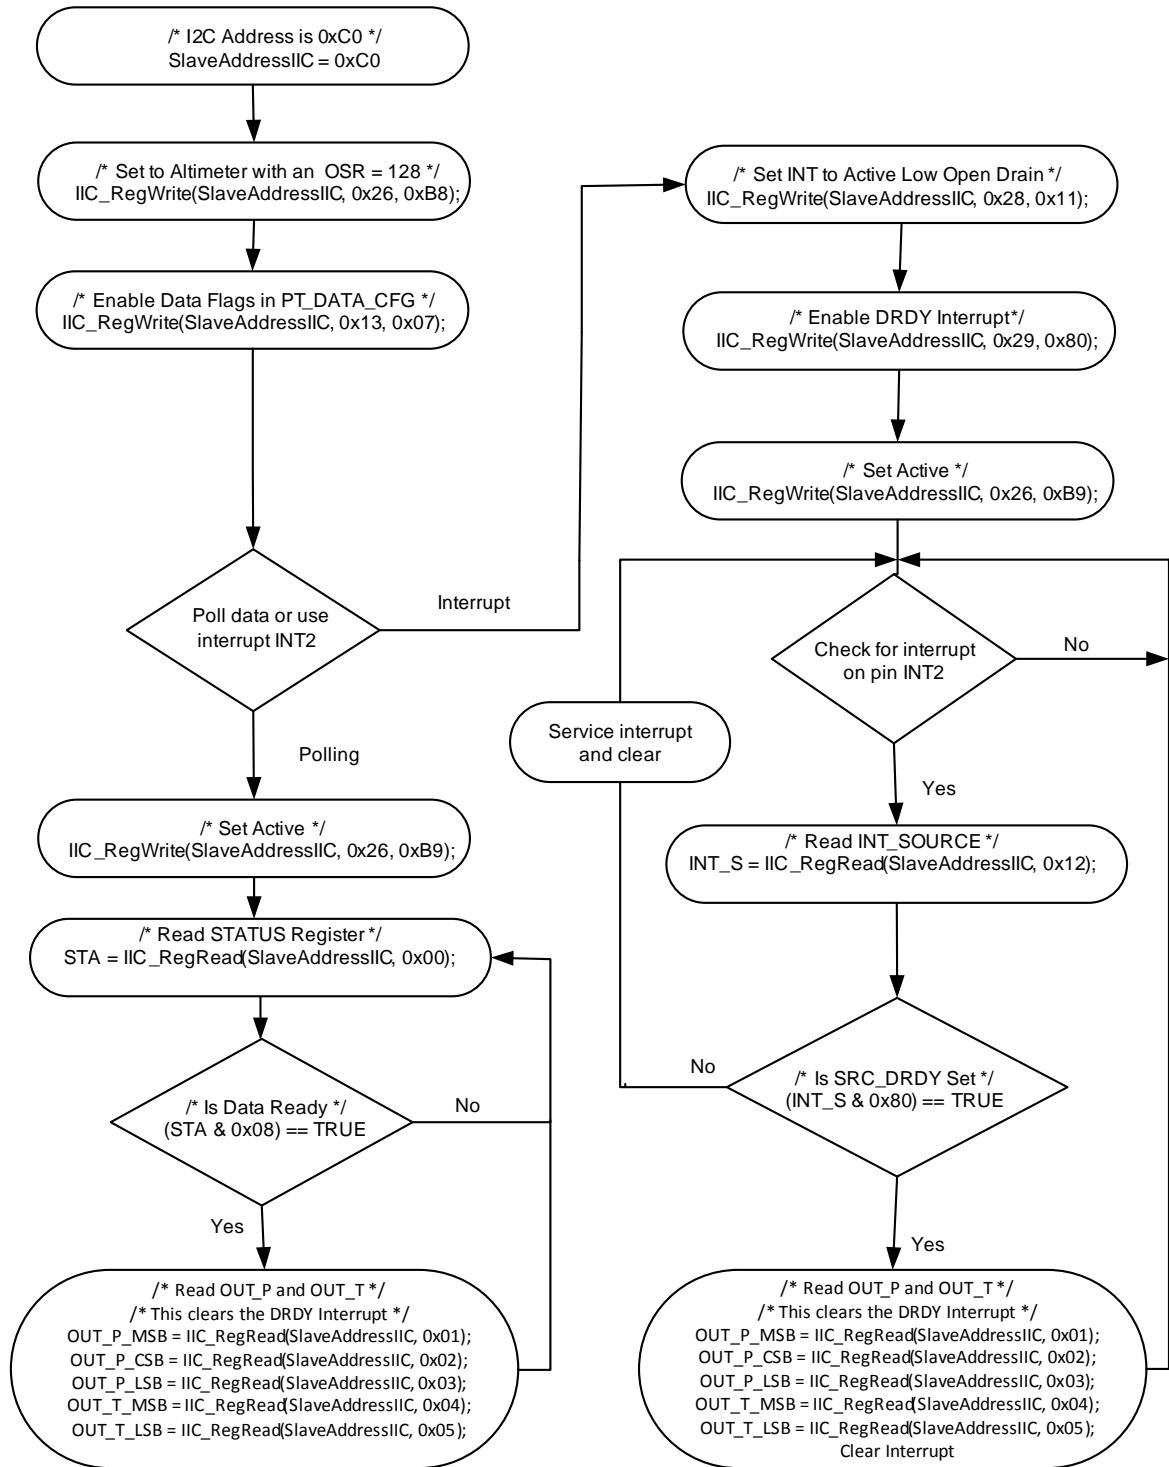 /* I2C Address is 0xC0 */
SlaveAddressIIC = 0xC0
/* Set to Altimeter with an OSR = 128 */
IIC_RegWrite(SlaveAddressIIC, 0x26, 0xB8);
/* Enable Data Flags in PT_DATA_CFG */
IIC_RegWrite(SlaveAddressIIC, 0x13, 0x07);
Poll data or use
interrupt INT2
Interrupt
Polling
/* Set Active */
IIC_RegWrite(SlaveAddressIIC, 0x26, 0xB9);
/* Read STATUS Register */
STA = IIC_RegRead(SlaveAddressIIC, 0x00);
/* Is Data Ready */
(STA & 0x08) == TRUE
No
Yes
/* Read OUT_P and OUT_T */
/* This clears the DRDY Interrupt */
OUT_P_MSB = IIC_RegRead(SlaveAddressIIC, 0x01);
OUT_P_CSB = IIC_RegRead(SlaveAddressIIC, 0x02);
OUT_P_LSB = IIC_RegRead(SlaveAddressIIC, 0x03);
OUT_T_MSB = IIC_RegRead(SlaveAddressIIC, 0x04);
OUT_T_LSB = IIC_RegRead(SlaveAddressIIC, 0x05);
/* Set INT to Active Low Open Drain */
IIC_RegWrite(SlaveAddressIIC, 0x28, 0x11);
/* Enable DRDY Interrupt*/
IIC_RegWrite(SlaveAddressIIC, 0x29, 0x80);
/* Set Active */
IIC_RegWrite(SlaveAddressIIC, 0x26, 0xB9);
Check for interrupt
on pin INT2
No
Service interrupt
and clear
Yes
/* Read INT_SOURCE */
INT_S = IIC_RegRead(SlaveAddressIIC, 0x12);
No
/* Is SRC_DRDY Set */
(INT_S & 0x80) == TRUE
Yes
/* Read OUT_P and OUT_T */
/* This clears the DRDY Interrupt */
OUT_P_MSB = IIC_RegRead(SlaveAddressIIC, 0x01);
OUT_P_CSB = IIC_RegRead(SlaveAddressIIC, 0x02);
OUT_P_LSB = IIC_RegRead(SlaveAddressIIC, 0x03);
OUT_T_MSB = IIC_RegRead(SlaveAddressIIC, 0x04);
OUT_T_LSB = IIC_RegRead(SlaveAddressIIC, 0x05);
Clear Interrupt